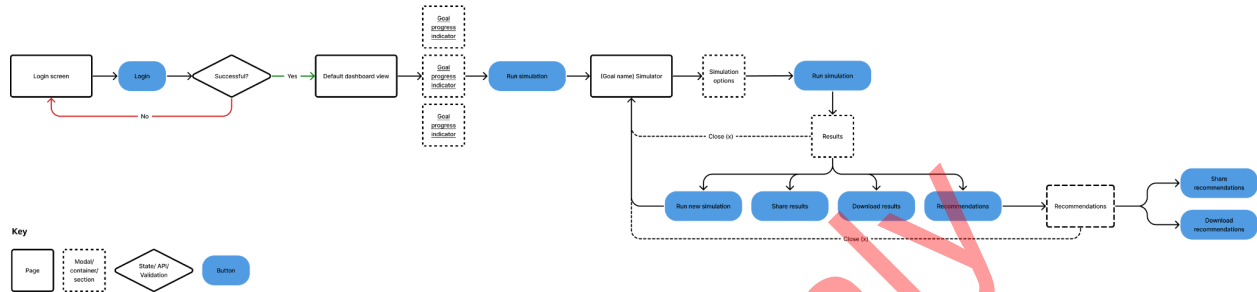 Goal
progress
indicator
Login screen
Login
Successful?
Yes
Default dashboard view
Goal
progress
indicator
Run simulation
(Goal name) Simulator
Simulation
options
Run simulation
No
Goal
progress
indicator
Close (x)
Results
Run new simulation
Share results
Download results
Recommendations
Recommendations
Share
recommendations
Download
recommendations
Close (x)
Key
Page
Modal/
container/
section
State/ API/
Validation
Button